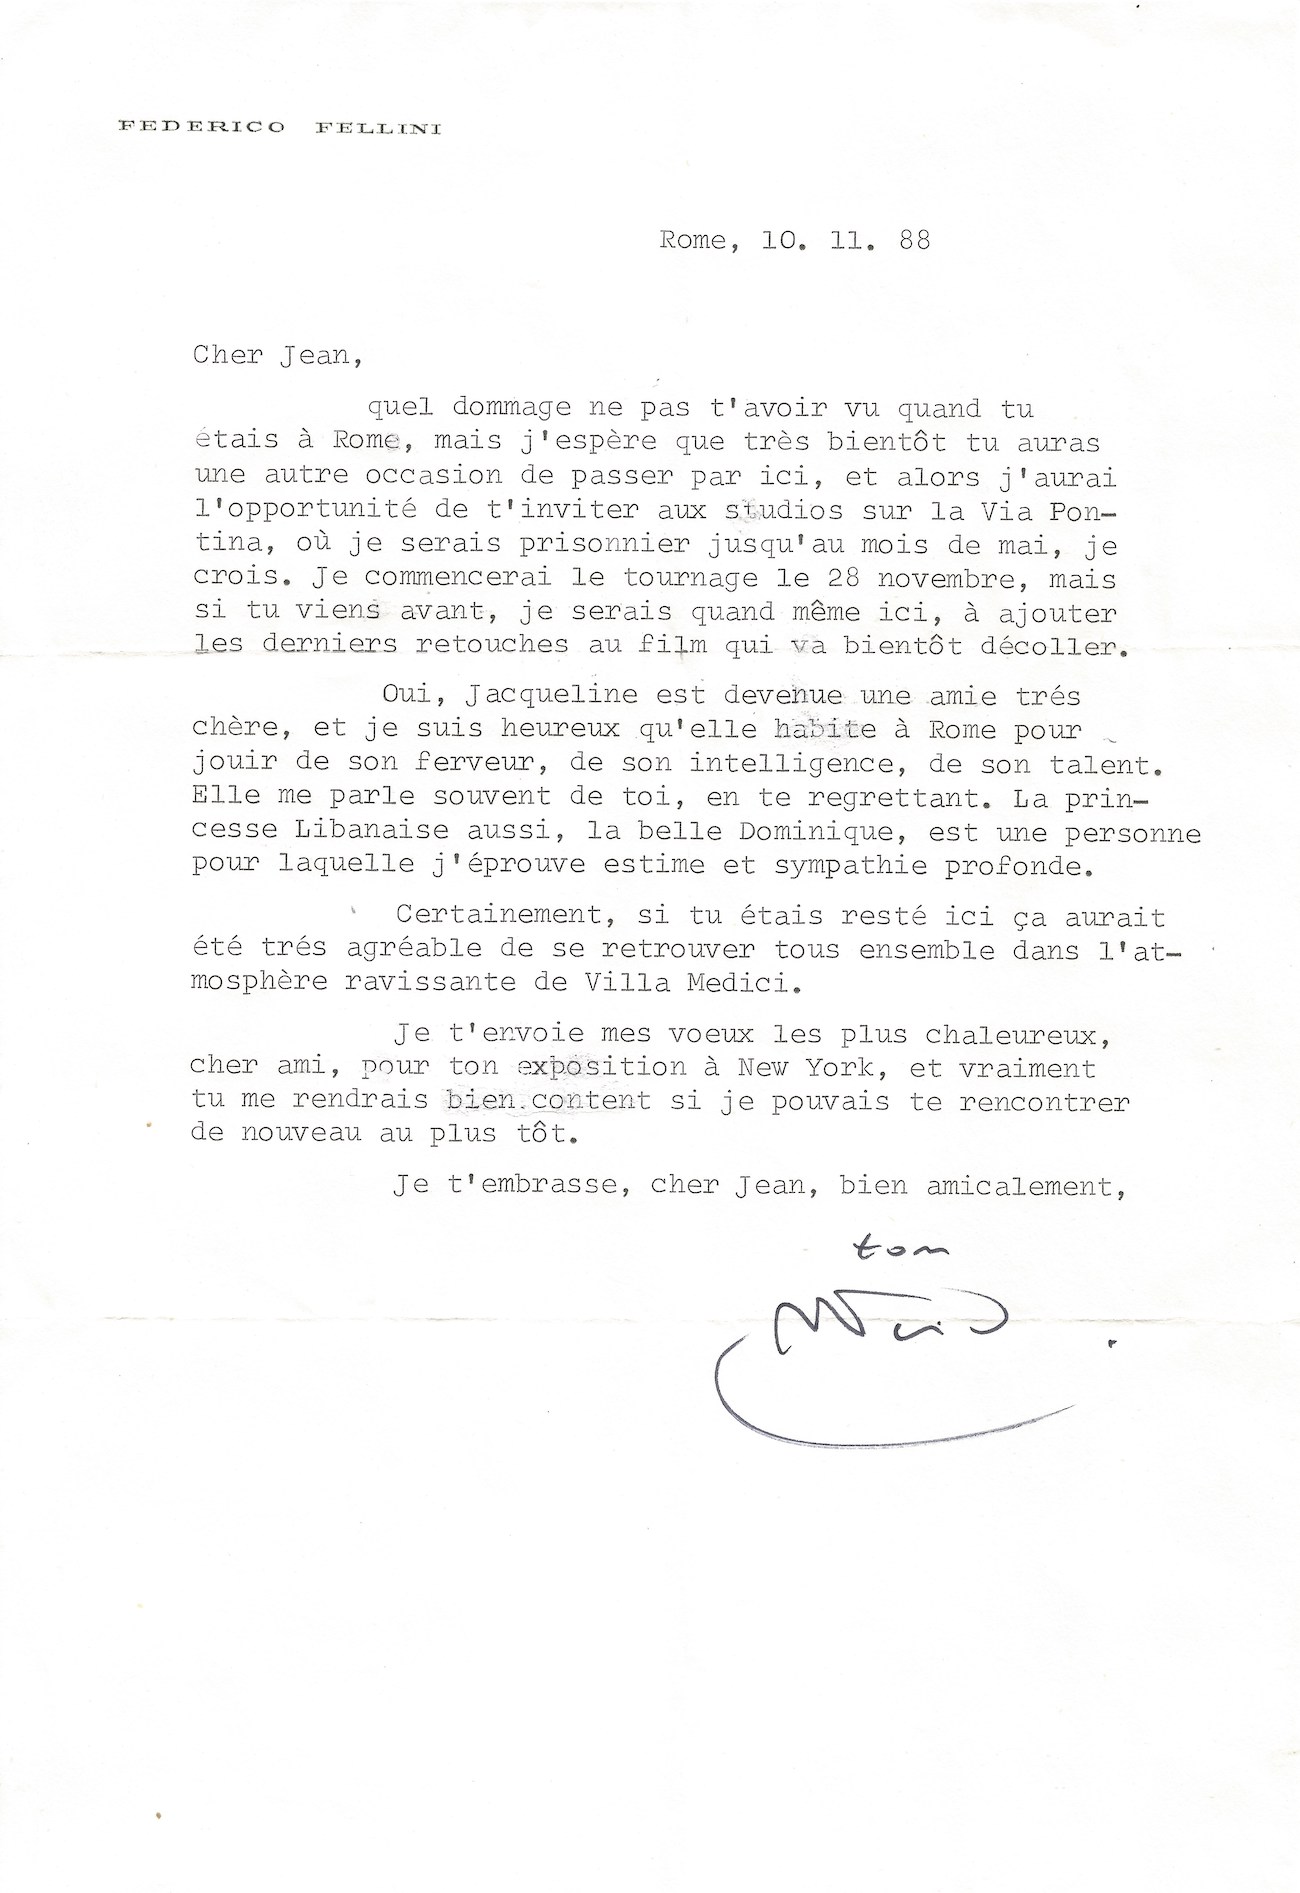 FEDERICO FELLINI
Rome, 10. 11. 88
Cher Jean,
quel dommage ne pas t'avoir vu quand tu
étais à Rome, mais j'espère que très bientôt tu auras
une autre occasion de passer par ici, et alors j'aurai
l'opportunité de t'inviter aux studios sur la Via Pon-
tina, où je serais prisonnier jusqu'au mois de mai, je
crois. Je commencerai le tournage le 28 novembre, mais
si tu viens avant, je serais quand même ici, à ajouter
les derniers retouches au film qui va bientôt décoller.
Oui, Jacqueline est devenue une amie trés
chère, et je suis heureux qu'elle habite à Rome pour
jouir de son ferveur, de son intelligence, de son talent.
Elle me parle souvent de toi, en te regrettant. La prin-
cesse Libanaise aussi, la belle Dominique, est une personne
pour laquelle j'éprouve estime et sympathie profonde.
Certainement, si tu étais resté ici ça aurait
été trés agréable de se retrouver tous ensemble dans l'at-
mosphère ravissante de Villa Medici.
Je t'envoie mes voeux les plus chaleureux,
cher ami, pour ton exposition à New York, et vraiment
tu me rendrais bien content si je pouvais te rencontrer
de nouveau au plus tôt.
Je t'embrasse, cher Jean, bien amicalement,
ton